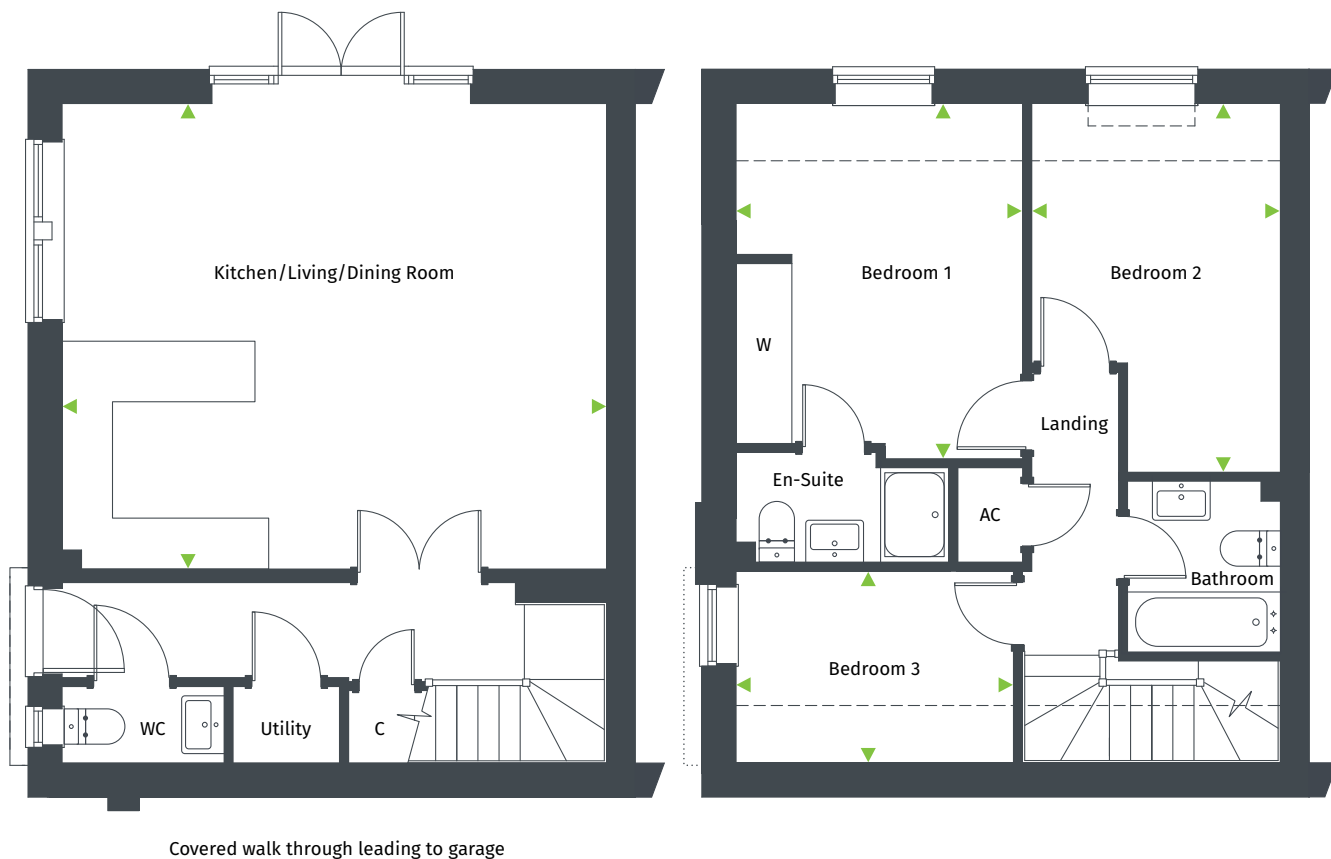 Kitchen/Living/Dining Room
WC
Utility
C
Covered walk through leading to garage
Bedroom 1
Bedroom 2
W
Landing
En-Suite
AC
Bathroom
Bedroom 3